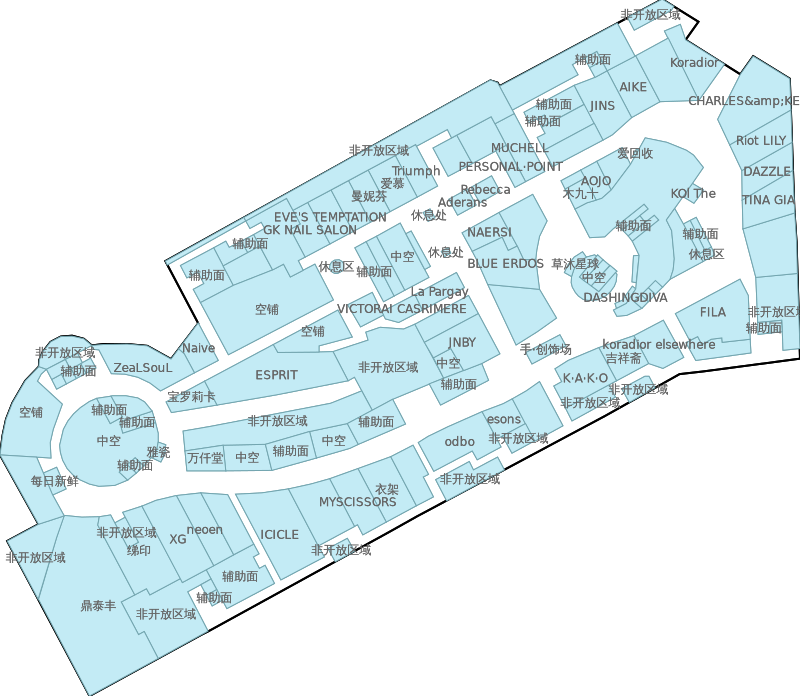 非开放区域
辅助面
Koradior
AIKE
CHARLES&amp;KE
辅助面
JINS
辅助面
Riot LILY
非开放区域
MUCHELL
爱回收
PERSONAL·POINT
Triumph
DAZZLE
爱慕
AOJO
木九十
KOI The
曼妮芬
Rebecca
Aderans
TINA GIA
EVE'S TEMPTATION
休息处
GK NAIL SALON
辅助面
NAERSI
辅助面
辅助面
休息处
中空
休息区
休息区
辅助面
辅助面
BLUE ERDOS
草沐星球
中空
La Pargay
DASHINGDIVA
空铺
VICTORAI CASRIMERE
FILA
非开放区
辅助面
空铺
Naive
JNBY
手·创饰场
koradior elsewhere
非开放区域
吉祥斋
ZeaLSouL
辅助面
ESPRIT
非开放区域
中空
K·A·K·O
辅助面
非开放区域
宝罗莉卡
非开放区域
空铺
辅助面
辅助面
非开放区域
辅助面
esons
中空
中空
odbo
非开放区域
雅瓷
辅助面
万仟堂
中空
辅助面
每日新鲜
非开放区域
衣架
MYSCISSORS
非开放区域
neoen
XG
ICICLE
绨印
非开放区域
非开放区域
辅助面
辅助面
鼎泰丰
非开放区域